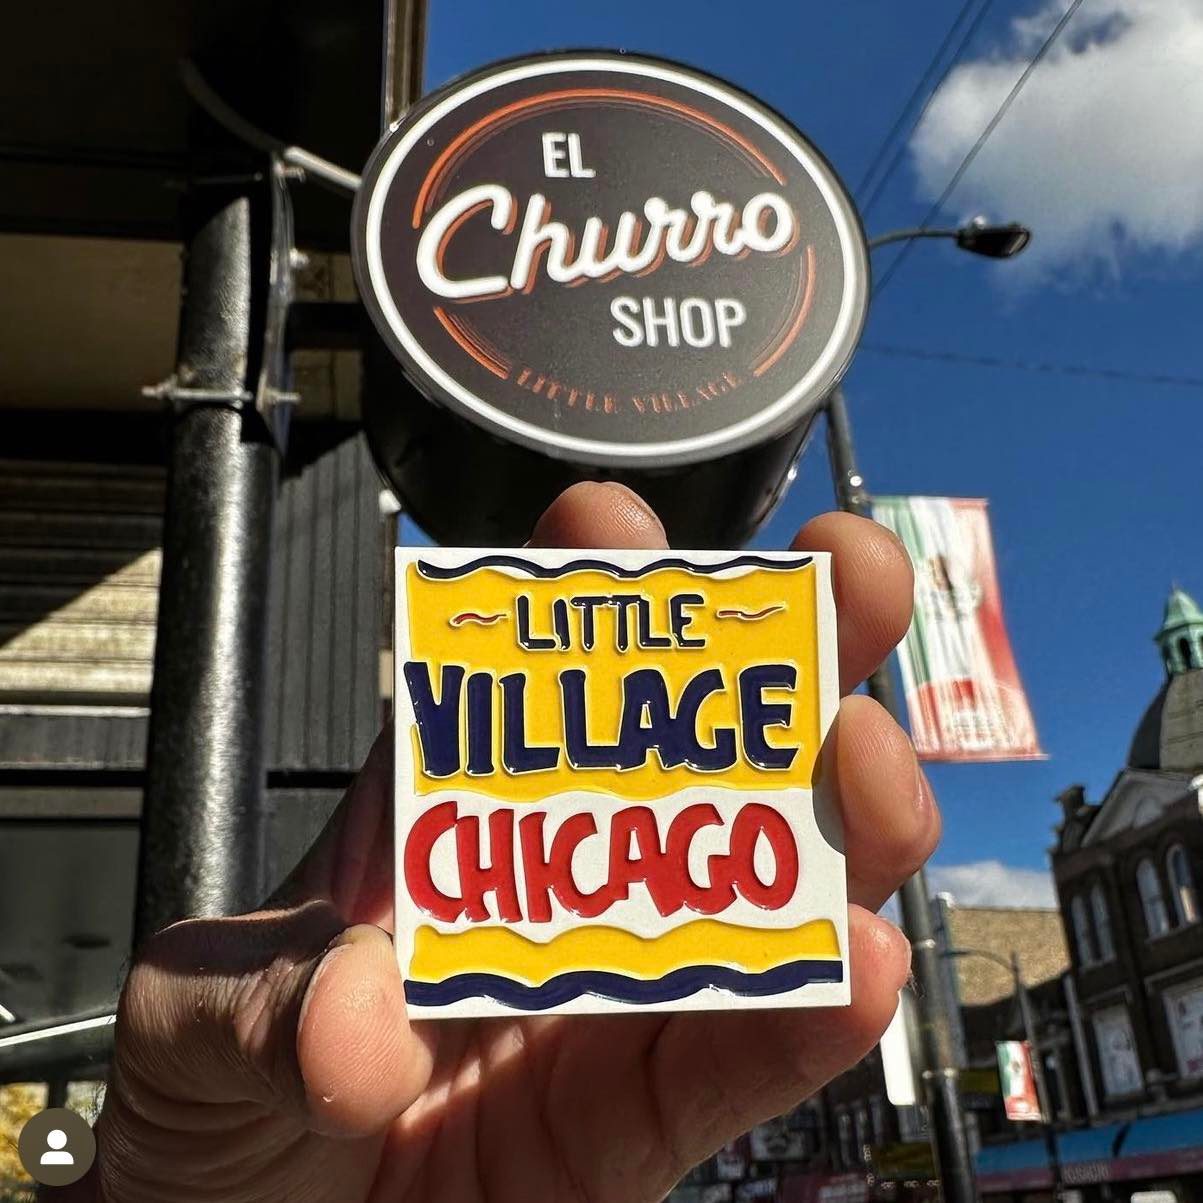 EL
Churro
SHOP
LITTLE VILLAGE
~LITTLE~
VILLAGE
CHICAGO